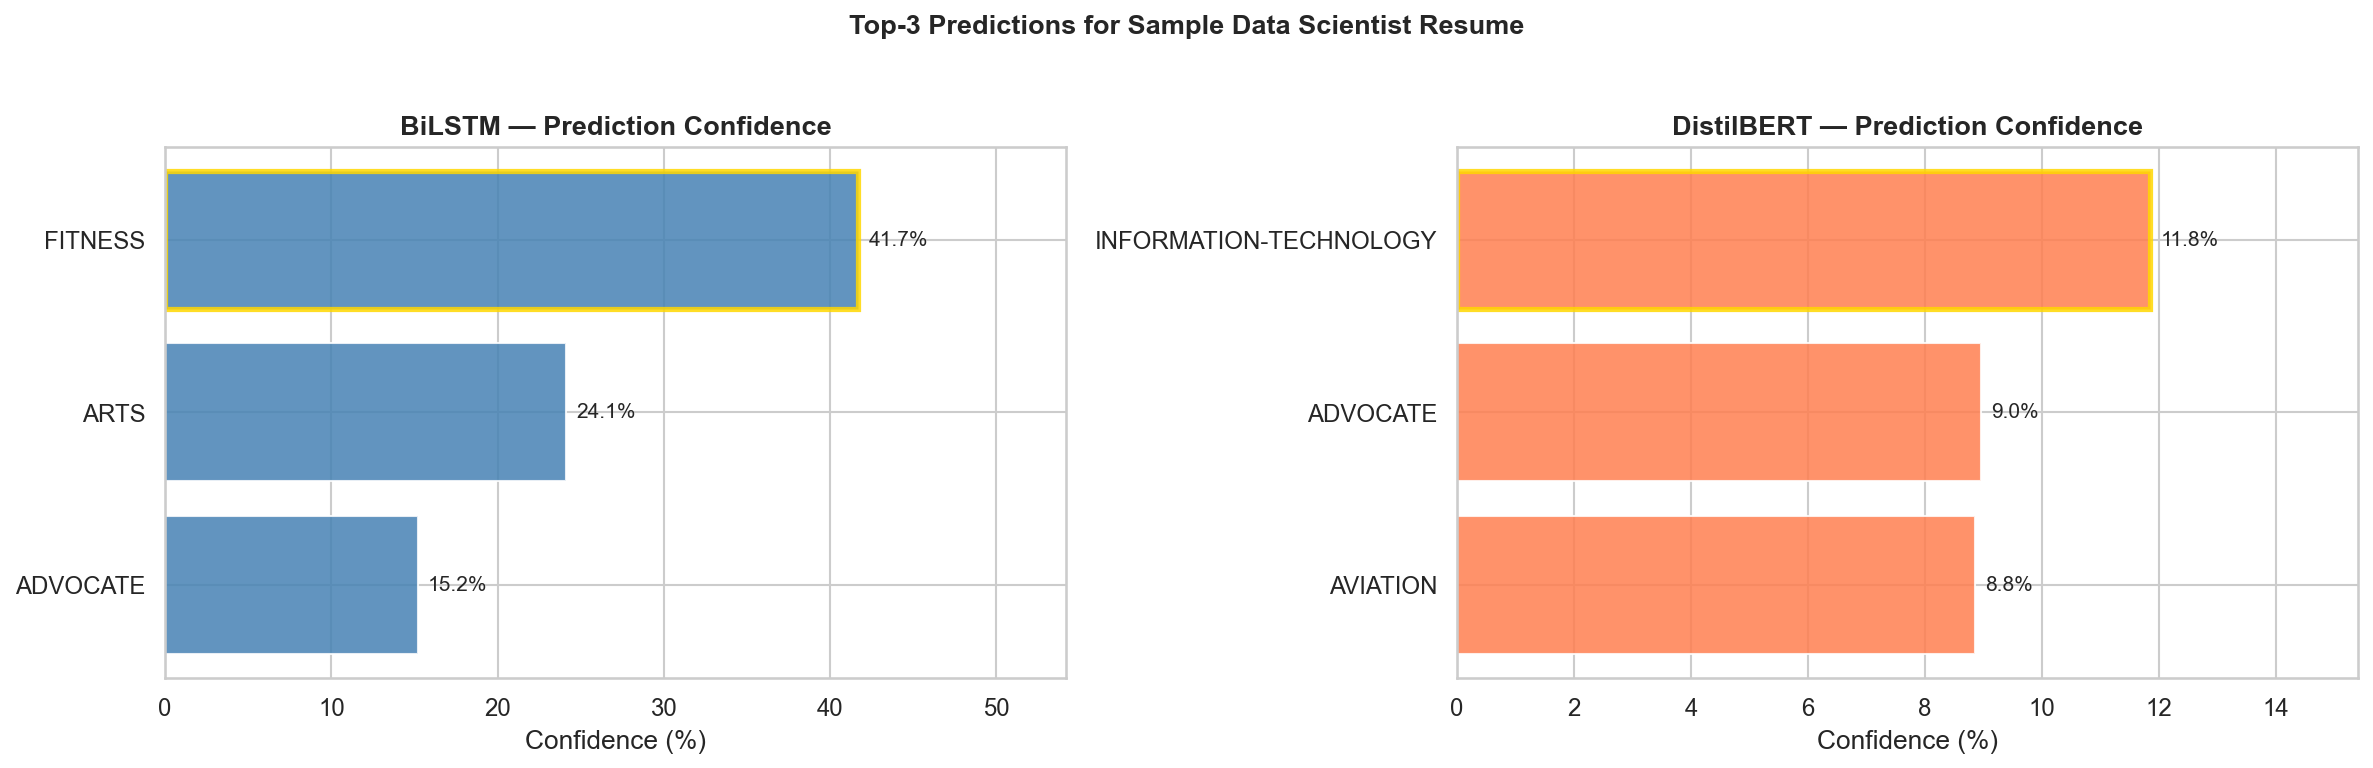 Top-3 Predictions for Sample Data Scientist Resume
BiLSTM — Prediction Confidence
FITNESS
41.7%
ARTS
24.1%
ADVOCATE
15.2%
0 10 20 30 40 50
Confidence (%)
DistilBERT — Prediction Confidence
INFORMATION-TECHNOLOGY
11.8%
ADVOCATE
9.0%
AVIATION
8.8%
0 2 4 6 8 10 12 14
Confidence (%)